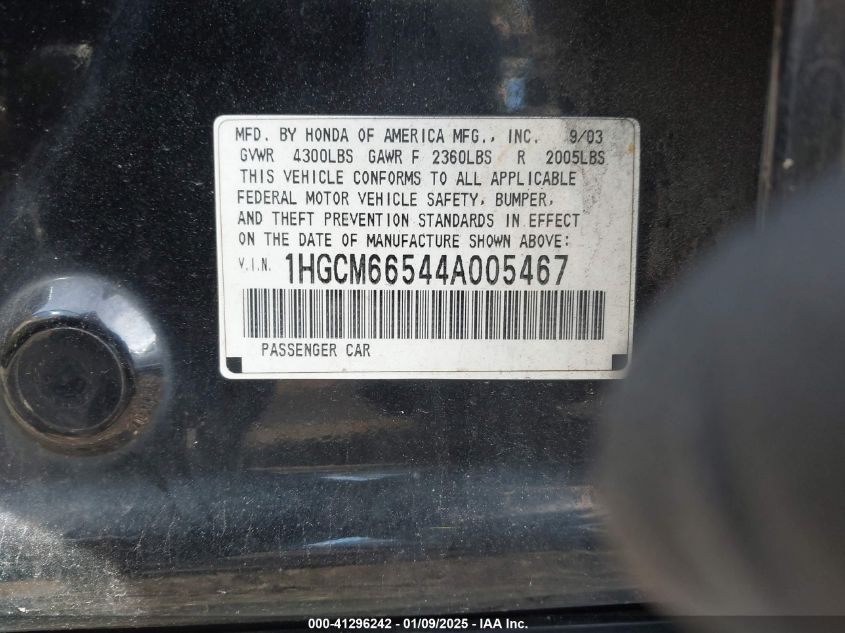 MFD. BY HONDA OF AMERICA MFG., INC. 9/03
GVWR 4300LBS GAWR F 2360LBS R 2005LBS
THIS VEHICLE CONFORMS TO ALL APPLICABLE
FEDERAL MOTOR VEHICLE SAFETY, BUMPER,
AND THEFT PREVENTION STANDARDS IN EFFECT
ON THE DATE OF MANUFACTURE SHOWN ABOVE:
V.I.N. 1HGCM66544A005467
PASSENGER CAR
000-41296242 - 01/09/2025 - IAA Inc.